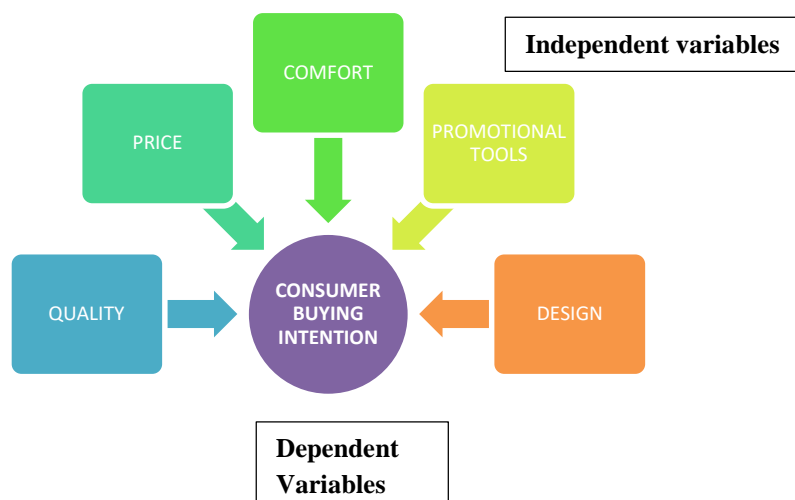 Independent variables
COMFORT
PRICE
PROMOTIONAL
TOOLS
QUALITY
CONSUMER
BUYING
INTENTION
DESIGN
Dependent
Variables